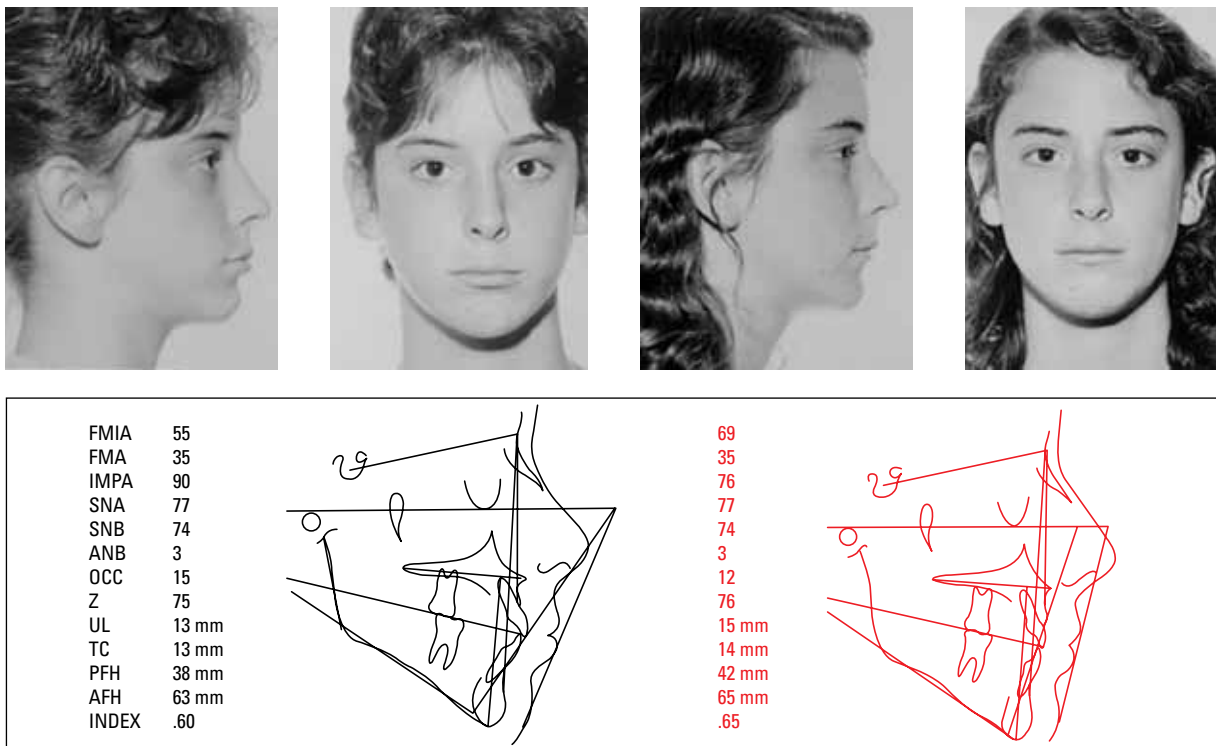 FMIA 55 69
FMA 35 35
IMPA 90 76
SNA 77 77
SNB 74 74
ANB 3 3
OCC 15 12
Z 75 76
UL 13 mm 15 mm
TC 13 mm 14 mm
PFH 38 mm 42 mm
AFH 63 mm 65 mm
INDEX .60 .65